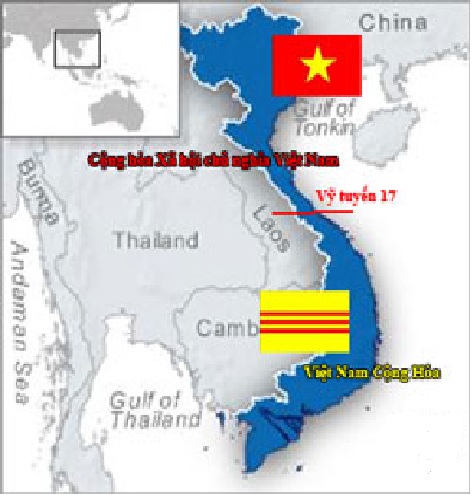 China
Gulf of
Tonkin
Cộng hòa Xã hội chủ nghĩa Việt Nam
Vỹ tuyến 17
Burma
Laos
Thailand
Andaman Sea
Camb
Việt Nam Cộng Hòa
Gulf of
Thailand